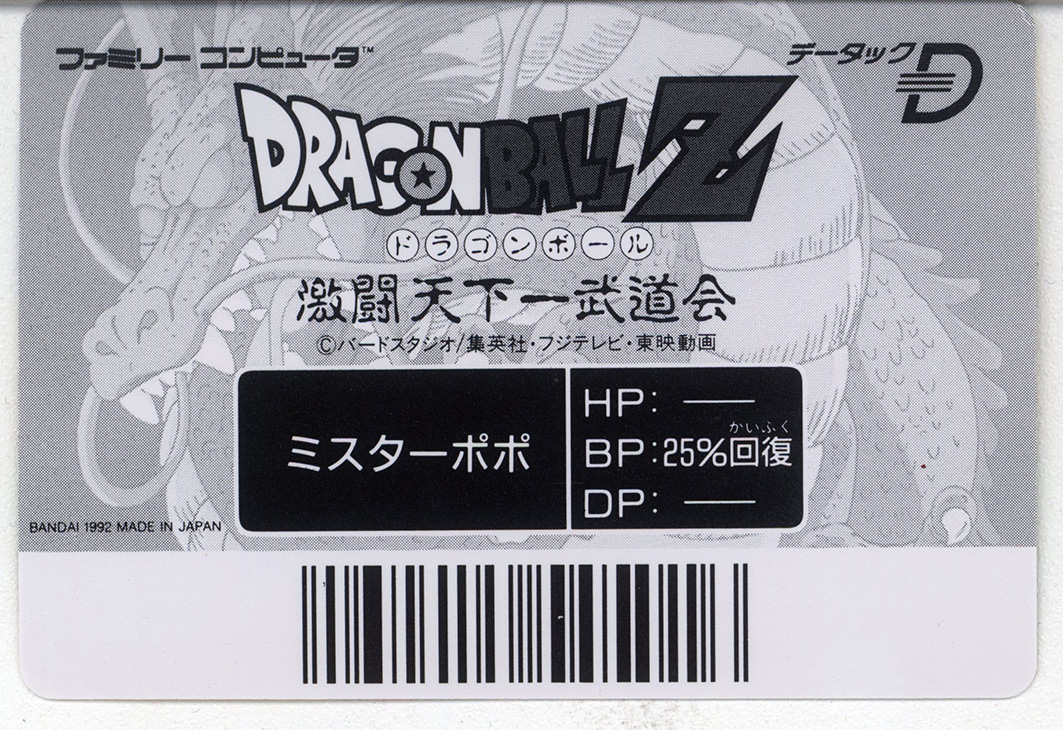 ファミリーコンピュータ™
データック
D
DRAGON BALL Z
ドラゴンボール
激闘天下一武道会
©バードスタジオ/集英社・フジテレビ・東映動画
ミスターポポ
HP: ——
かいふく
BP:25%回復
DP: ——
BANDAI 1992 MADE IN JAPAN